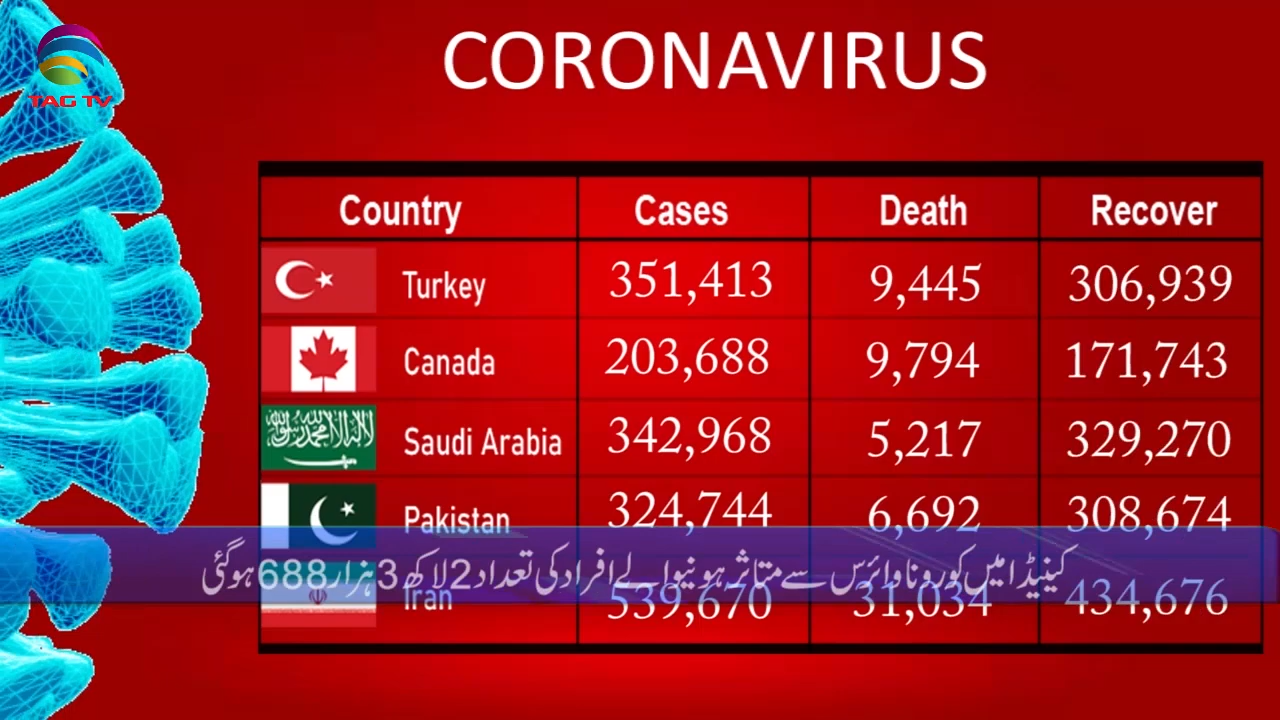 TAG TV
CORONAVIRUS
Country Cases Death Recover
Turkey 351,413 9,445 306,939
Canada 203,688 9,794 171,743
Saudi Arabia 342,968 5,217 329,270
Pakistan 324,744 6,692 308,674
کینیڈا میں کورونا وائرس سے متاثر ہونیوالے افراد کی تعداد 2 لاکھ 3 ہزار 688 ہو گئی
Iran 539,670 31,034 434,676